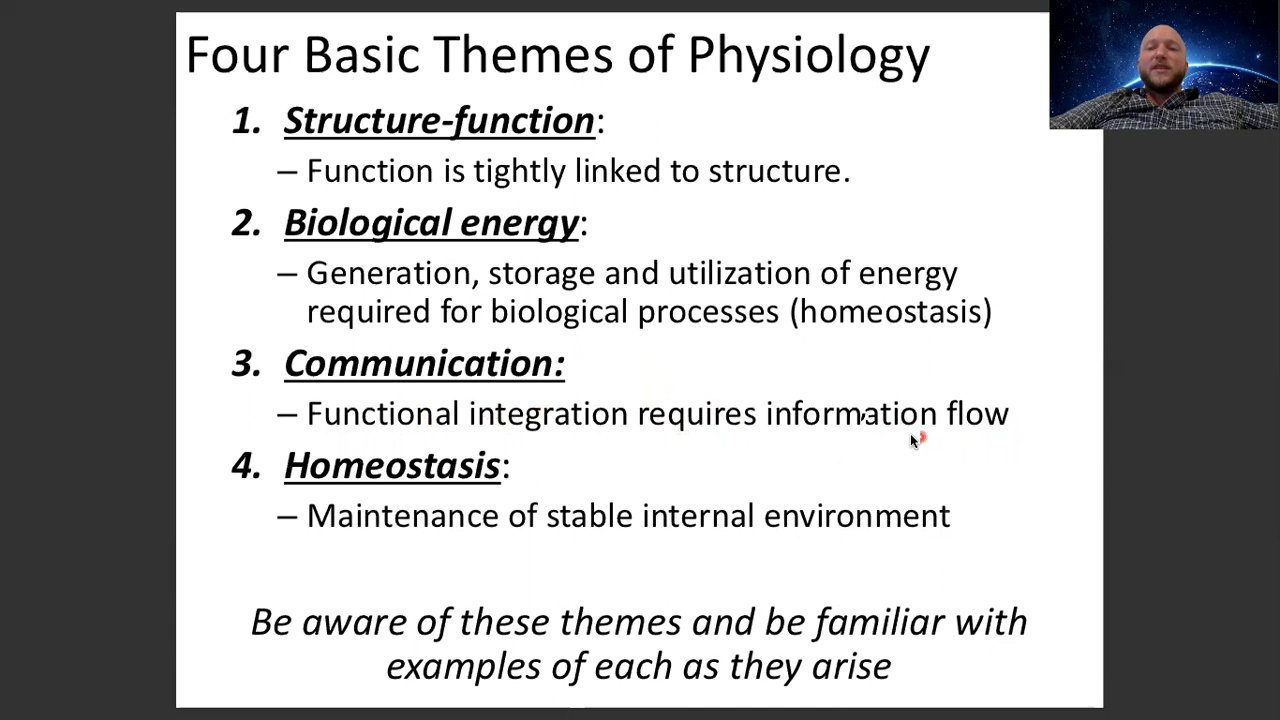 Four Basic Themes of Physiology
1. Structure-function:
– Function is tightly linked to structure.
2. Biological energy:
– Generation, storage and utilization of energy
required for biological processes (homeostasis)
3. Communication:
– Functional integration requires information flow
4. Homeostasis:
– Maintenance of stable internal environment
Be aware of these themes and be familiar with
examples of each as they arise